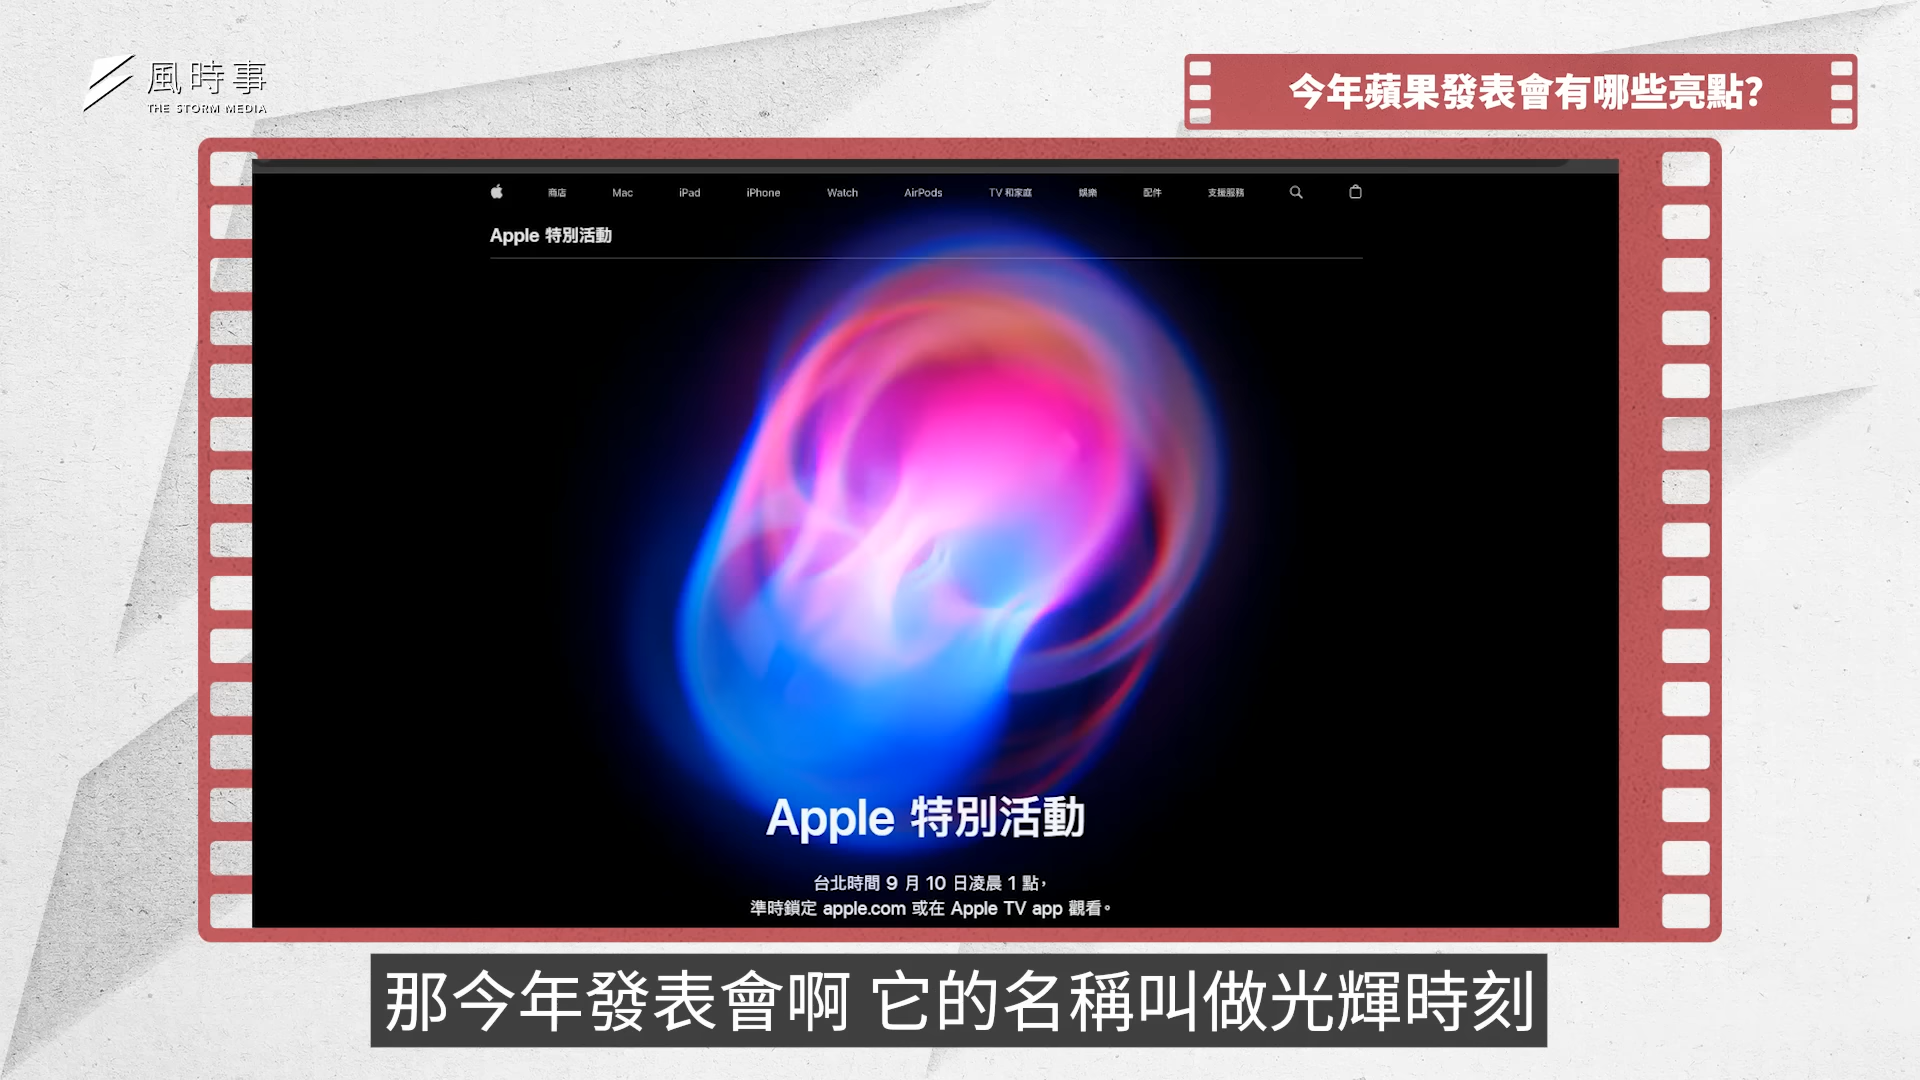 風時事
THE STORM MEDIA
今年蘋果發表會有哪些亮點?
商店 Mac iPad iPhone Watch AirPods TV 和家庭 娛樂 配件 支援服務
Apple 特別活動
Apple 特別活動
台北時間 9 月 10 日凌晨 1 點，
準時鎖定 apple.com 或在 Apple TV app 觀看。
那今年發表會啊 它的名稱叫做光輝時刻